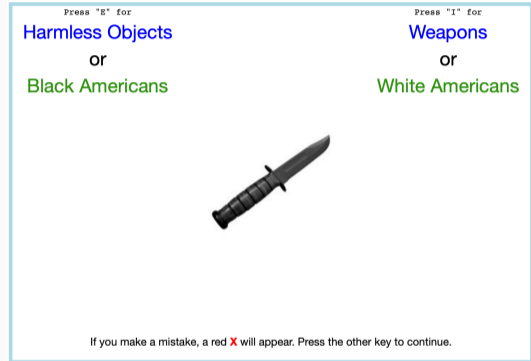 Press "E" for
Harmless Objects
or
Black Americans
Press "I" for
Weapons
or
White Americans
If you make a mistake, a red X will appear. Press the other key to continue.